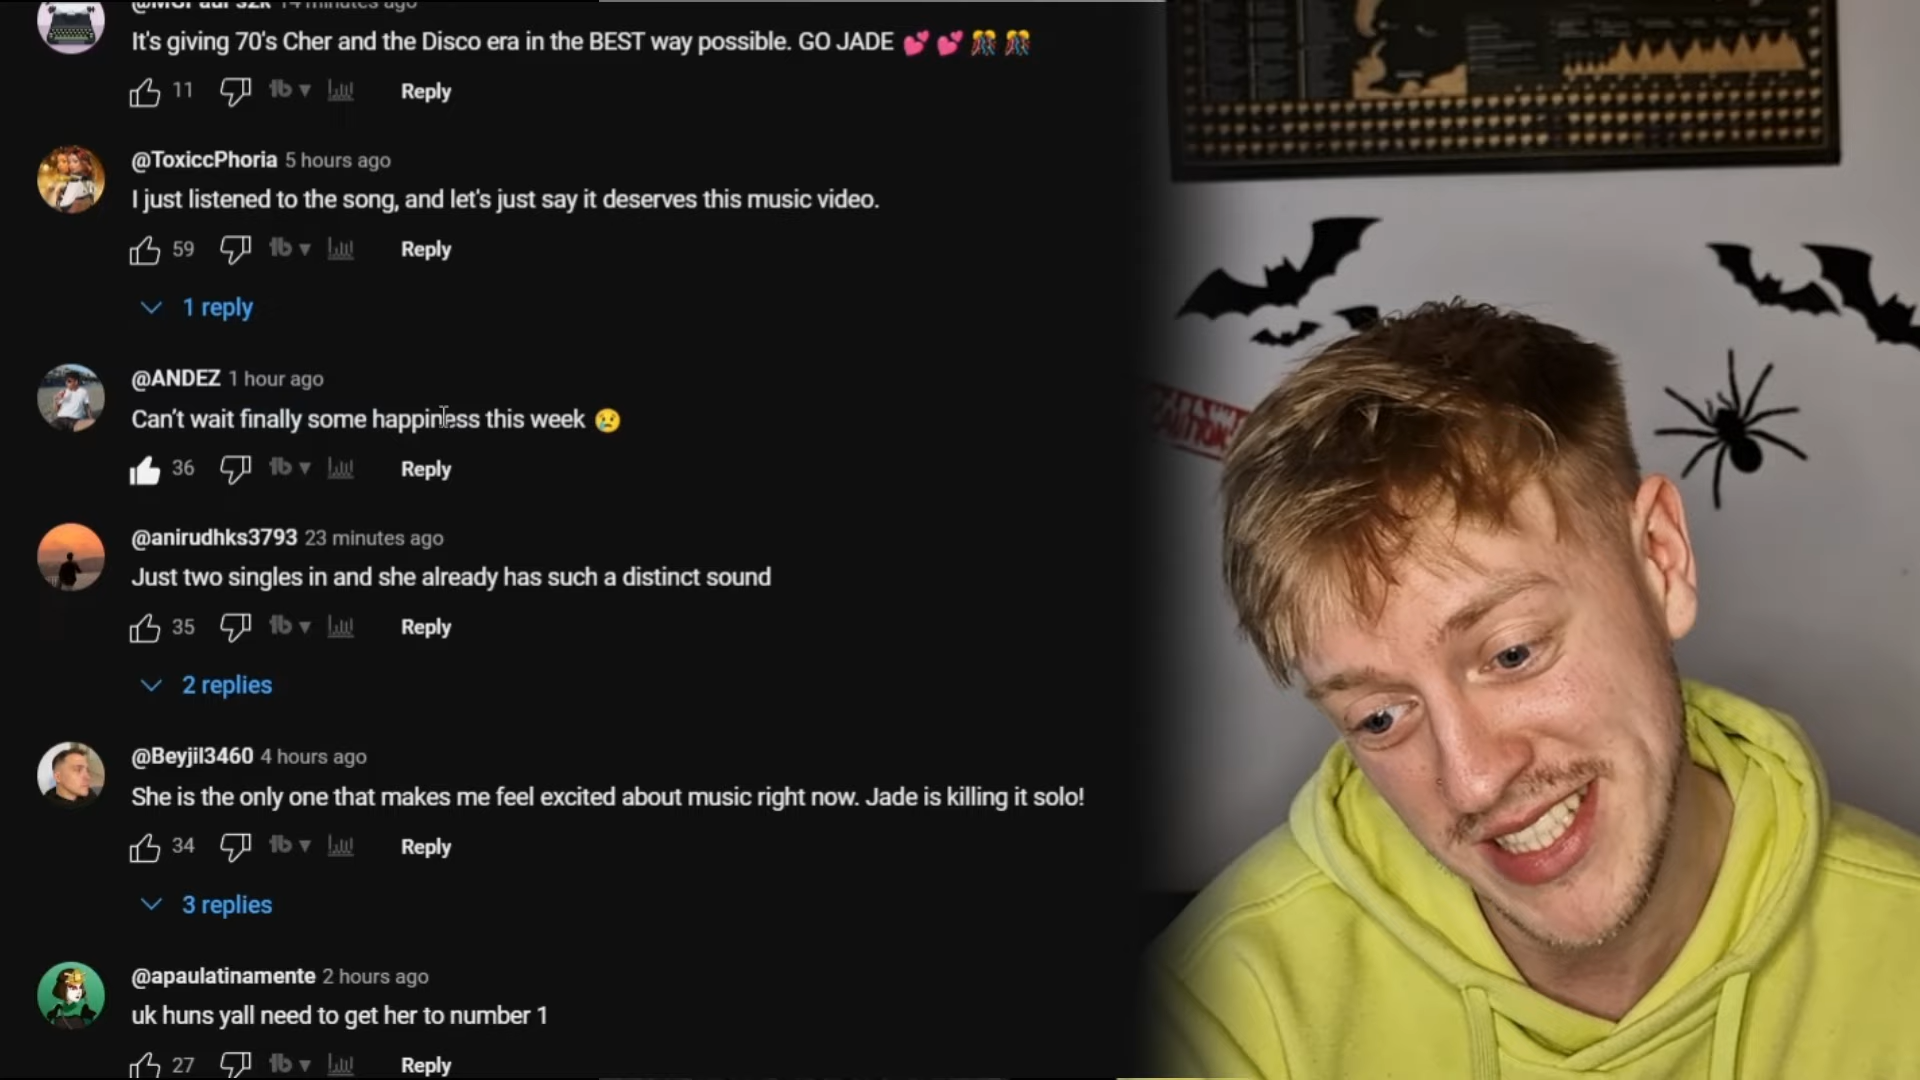 14 minutes ago
It's giving 70's Cher and the Disco era in the BEST way possible. GO JADE 💕 💕 🎊 🎊
11 Reply
@ToxiccPhoria 5 hours ago
I just listened to the song, and let's just say it deserves this music video.
59 Reply
1 reply
@ANDEZ 1 hour ago
Can't wait finally some happiness this week 😢
36 Reply
@anirudhks3793 23 minutes ago
Just two singles in and she already has such a distinct sound
35 Reply
2 replies
@Beyjil3460 4 hours ago
She is the only one that makes me feel excited about music right now. Jade is killing it solo!
34 Reply
3 replies
@apaulatinamente 2 hours ago
uk huns yall need to get her to number 1
27 Reply